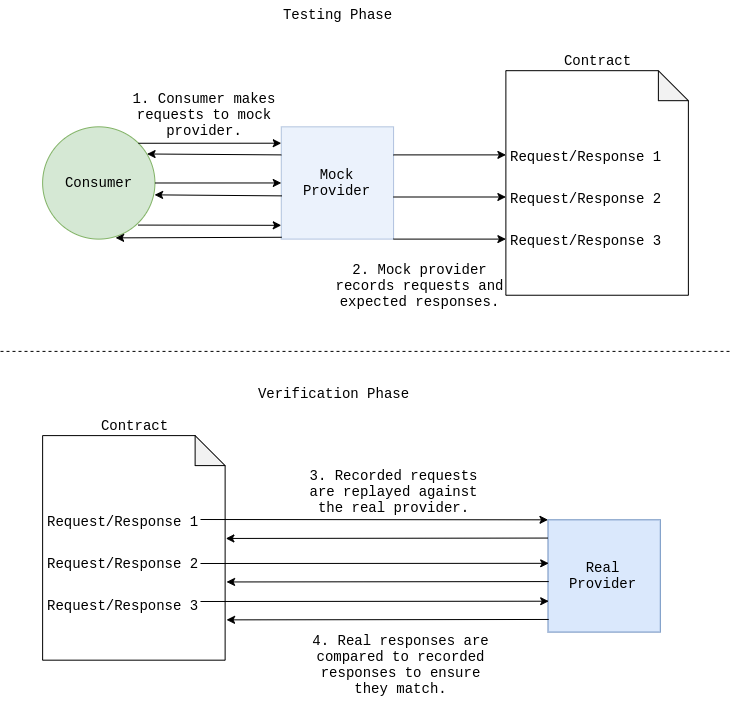 Testing Phase
Contract
1. Consumer makes
requests to mock
provider.
Consumer
Mock
Provider
Request/Response 1
Request/Response 2
Request/Response 3
2. Mock provider
records requests and
expected responses.
Verification Phase
Contract
3. Recorded requests
are replayed against
the real provider.
Request/Response 1
Request/Response 2
Request/Response 3
Real
Provider
4. Real responses are
compared to recorded
responses to ensure
they match.